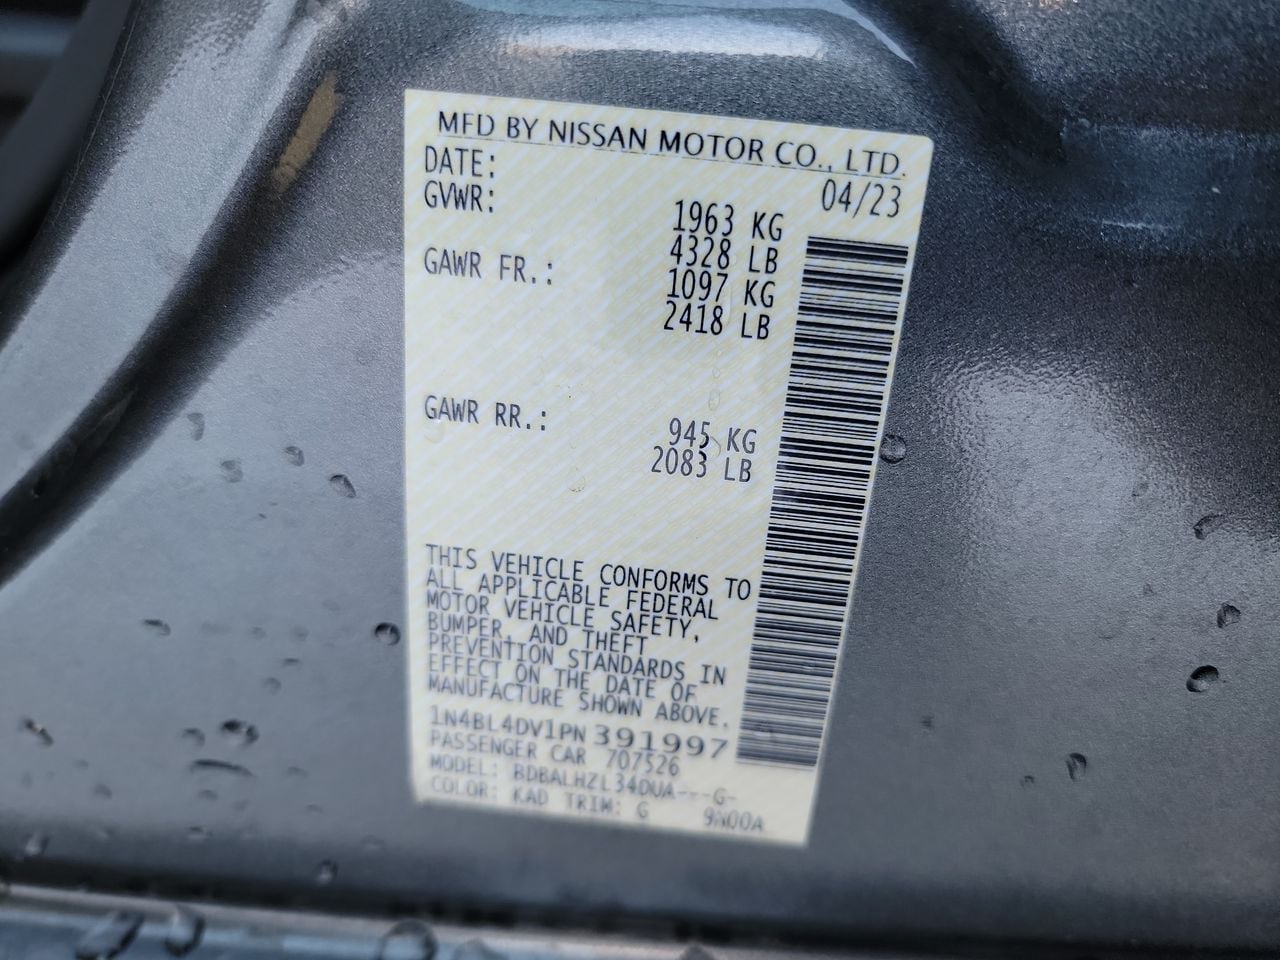 MFD BY NISSAN MOTOR CO., LTD.
DATE: 04/23
GVWR: 1963 KG
4328 LB
GAWR FR.: 1097 KG
2418 LB
GAWR RR.: 945 KG
2083 LB
THIS VEHICLE CONFORMS TO
ALL APPLICABLE FEDERAL
MOTOR VEHICLE SAFETY,
BUMPER, AND THEFT
PREVENTION STANDARDS IN
EFFECT ON THE DATE OF
MANUFACTURE SHOWN ABOVE.
1N4BL4DV1PN391997
PASSENGER CAR 707526
MODEL: BDBALHZL34DUA---G-
COLOR: KAD TRIM: G